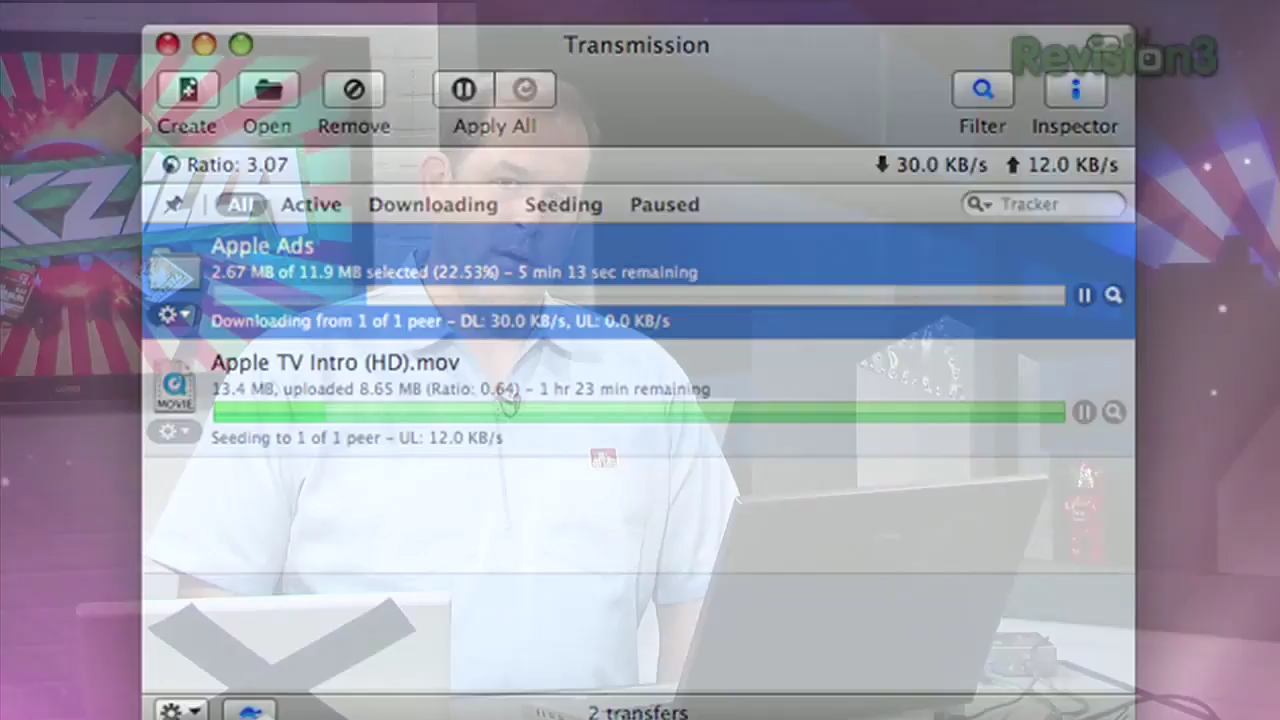 Transmission
Revision3
Create Open Remove Apply All Filter Inspector
Ratio: 3.07 30.0 KB/s 12.0 KB/s
All Active Downloading Seeding Paused Tracker
KZILLA
Apple Ads
2.67 MB of 11.9 MB selected (22.53%) – 5 min 13 sec remaining
Downloading from 1 of 1 peer – DL: 30.0 KB/s, UL: 0.0 KB/s
Apple TV Intro (HD).mov
13.4 MB, uploaded 8.65 MB (Ratio: 0.64) – 1 hr 23 min remaining
MOVIE
Seeding to 1 of 1 peer – UL: 12.0 KB/s
2 transfers